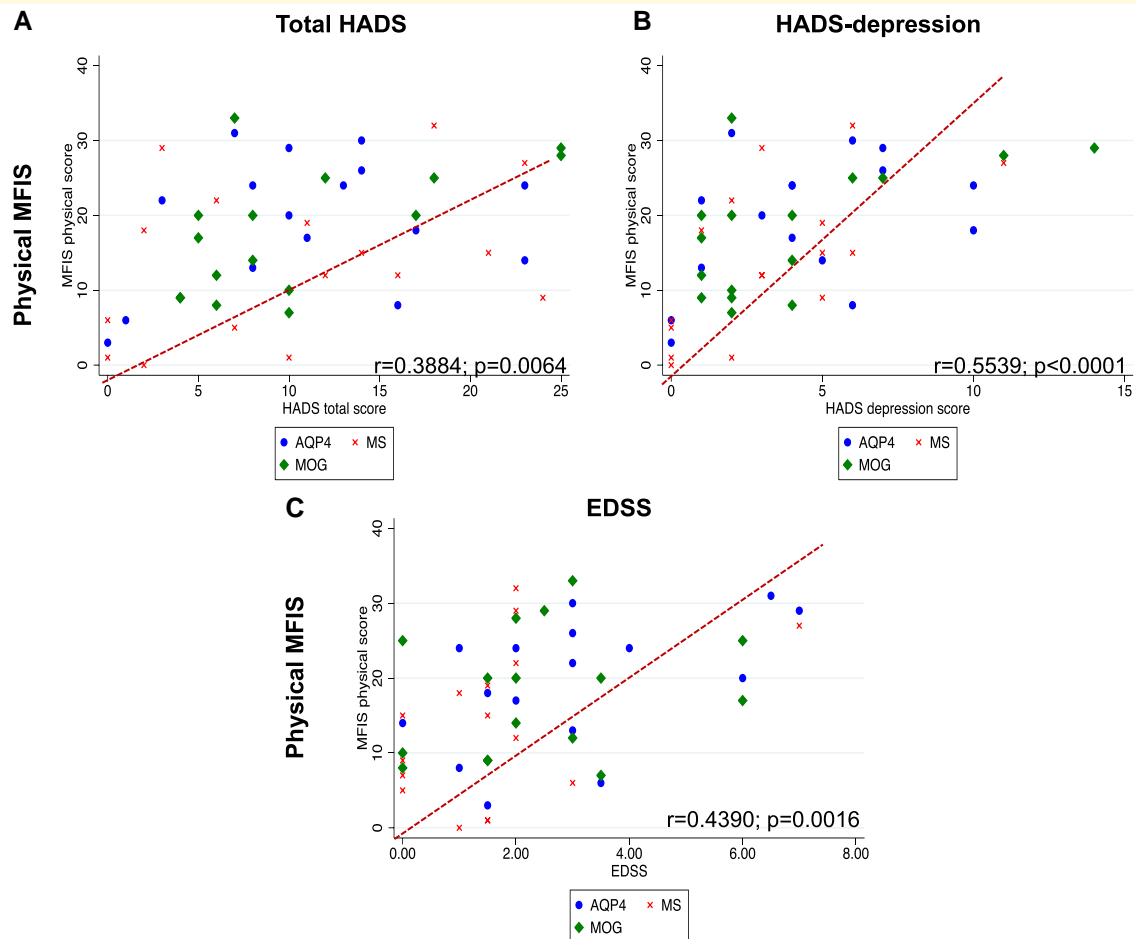 A
Total HADS
Physical MFIS
MFIS physical score
40
30
20
10
0
r=0.3884; p=0.0064
0 5 10 15 20 25
HADS total score
AQP4 MS
MOG
B
HADS-depression
MFIS physical score
40
30
20
10
0
r=0.5539; p<0.0001
0 5 10 15
HADS depression score
AQP4 MS
MOG
C
EDSS
Physical MFIS
MFIS physical score
40
30
20
10
0
r=0.4390; p=0.0016
0.00 2.00 4.00 6.00 8.00
EDSS
AQP4 MS
MOG